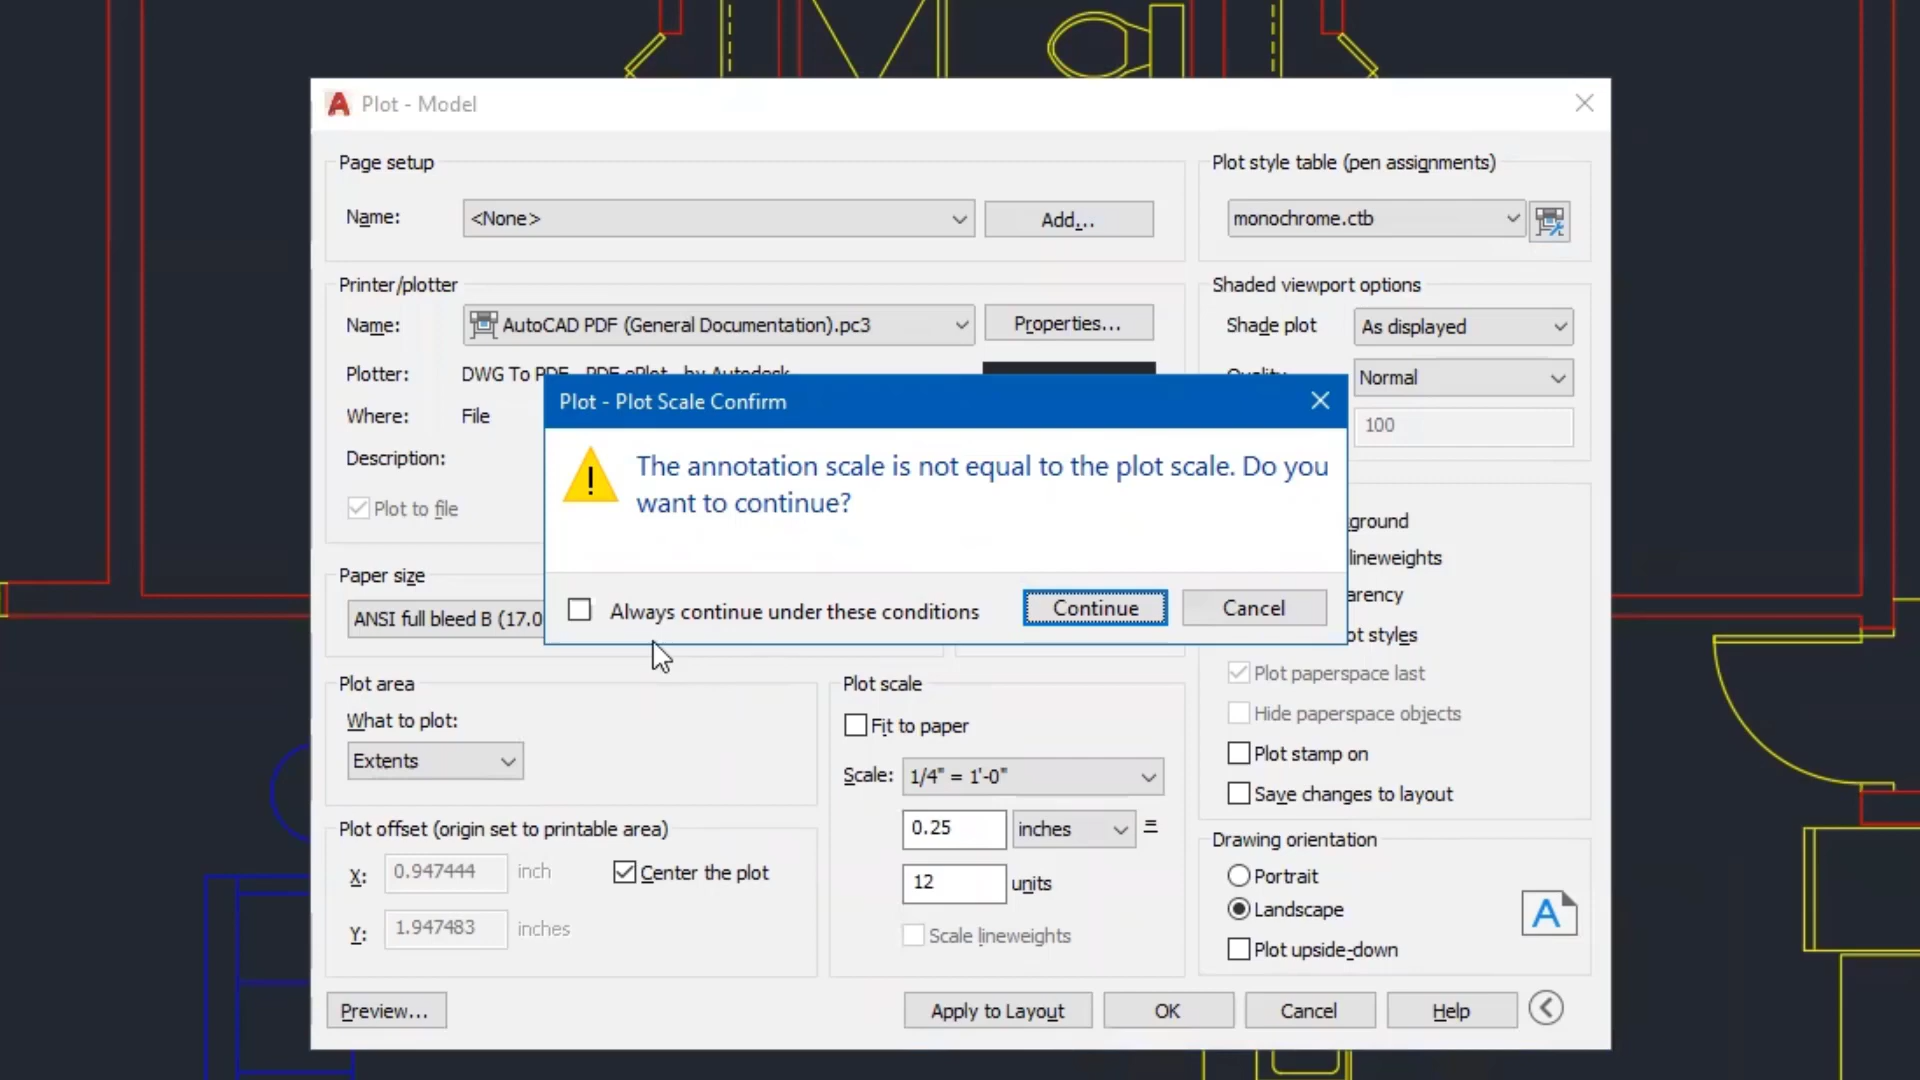 Plot - Model
Page setup
Name:
<None>
Add...
Plot style table (pen assignments)
monochrome.ctb
Printer/plotter
Name:
AutoCAD PDF (General Documentation).pc3
Properties...
Plotter:
DWG To PDF - PDF ePlot - by Autodesk
Where:
File
Description:
Plot to file
Shaded viewport options
Shade plot
As displayed
Quality
Normal
100
Plot - Plot Scale Confirm
The annotation scale is not equal to the plot scale. Do you
want to continue?
Always continue under these conditions
Continue
Cancel
lineweights
ot styles
Paper size
ANSI full bleed B (17.0
Plot paperspace last
Hide paperspace objects
Plot stamp on
Save changes to layout
Plot area
What to plot:
Extents
Plot scale
Fit to paper
Scale:
1/4" = 1'-0"
0.25
inches
=
12
units
Scale lineweights
Plot offset (origin set to printable area)
X:
0.947444
inch
Center the plot
Y:
1.947483
inches
Drawing orientation
Portrait
Landscape
Plot upside-down
A
Preview...
Apply to Layout
OK
Cancel
Help